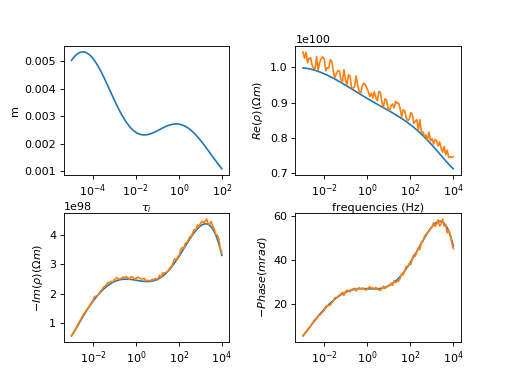 m
0.005
0.004
0.003
0.002
0.001
10⁻⁴ 10⁻² 10⁰ 10²
τᵢ
1e100
Re(ρ)(Ωm)
1.0
0.9
0.8
0.7
10⁻² 10⁰ 10² 10⁴
frequencies (Hz)
1e98
−Im(ρ)(Ωm)
4
3
2
1
10⁻² 10⁰ 10² 10⁴
−Phase(mrad)
60
40
20
10⁻² 10⁰ 10² 10⁴